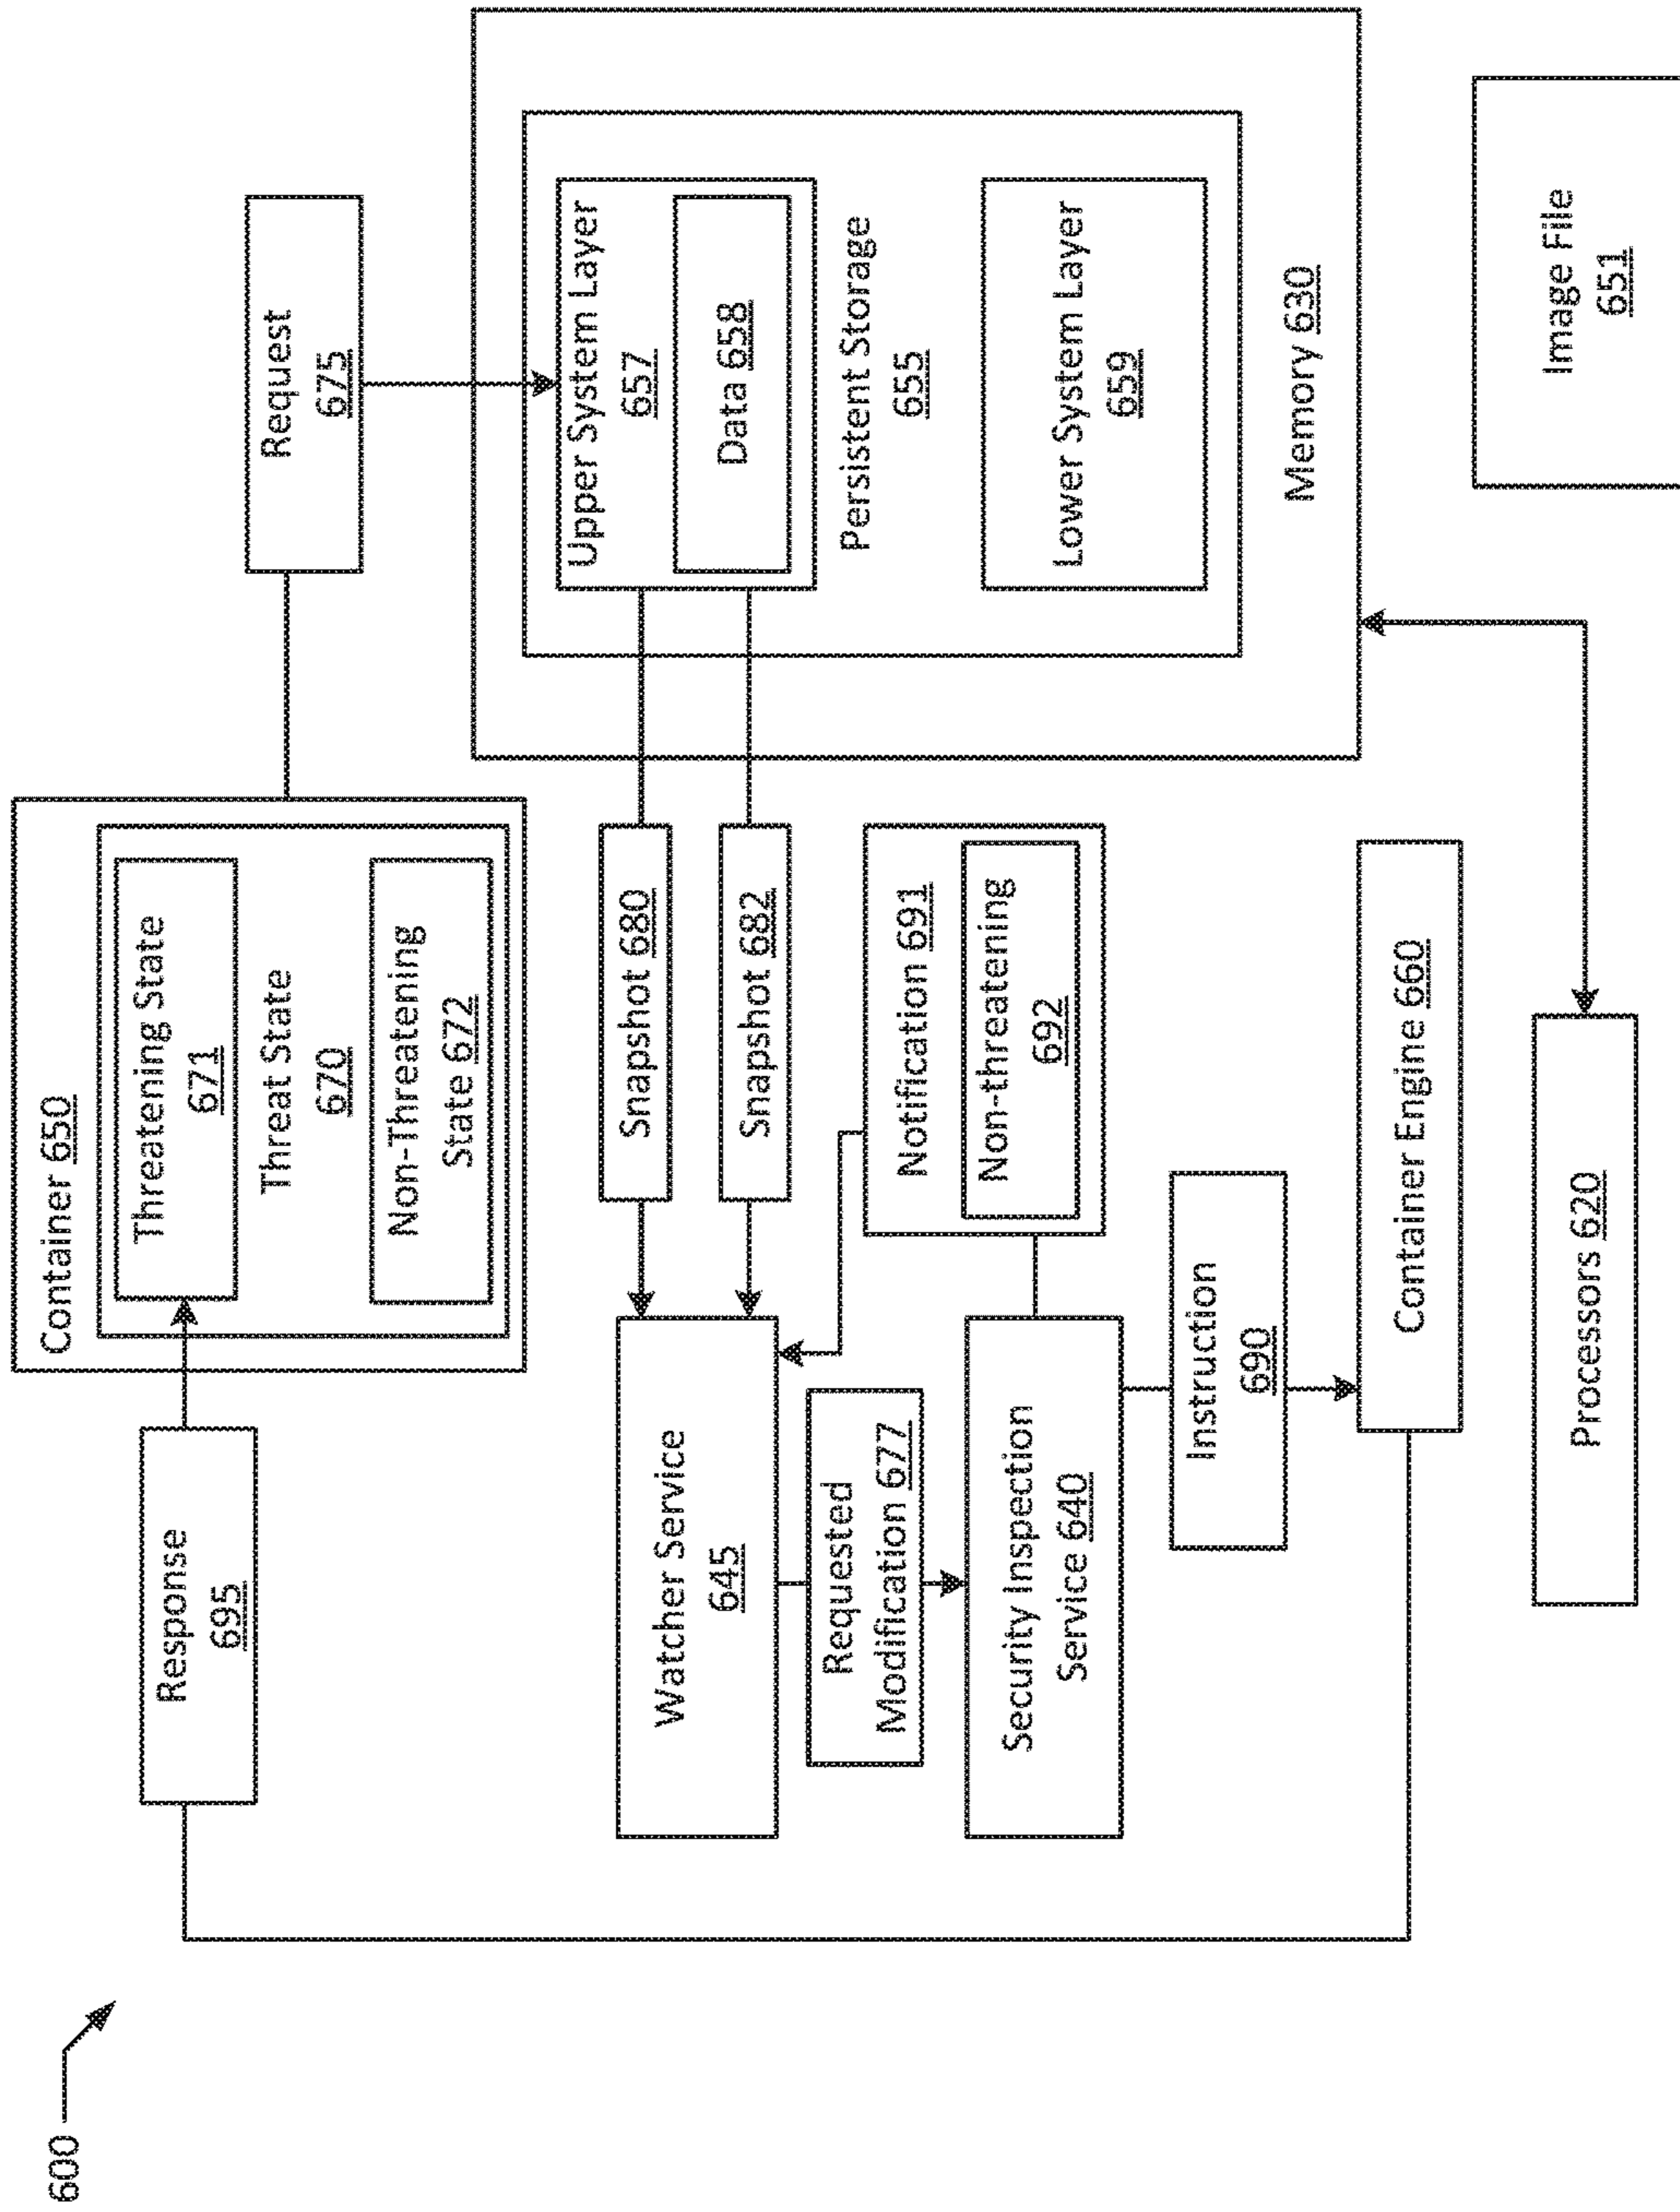 600
Response
695
Container 650
Threatening State
671
Threat State
670
Non-Threatening
State 672
Request
675
Watcher Service
645
Snapshot 680
Snapshot 682
Upper System Layer
657
Data 658
Persistent Storage
655
Lower System Layer
659
Memory 630
Requested
Modification 677
Notification 691
Non-threatening
692
Security Inspection
Service 640
Instruction
690
Container Engine 660
Processors 620
Image File
651